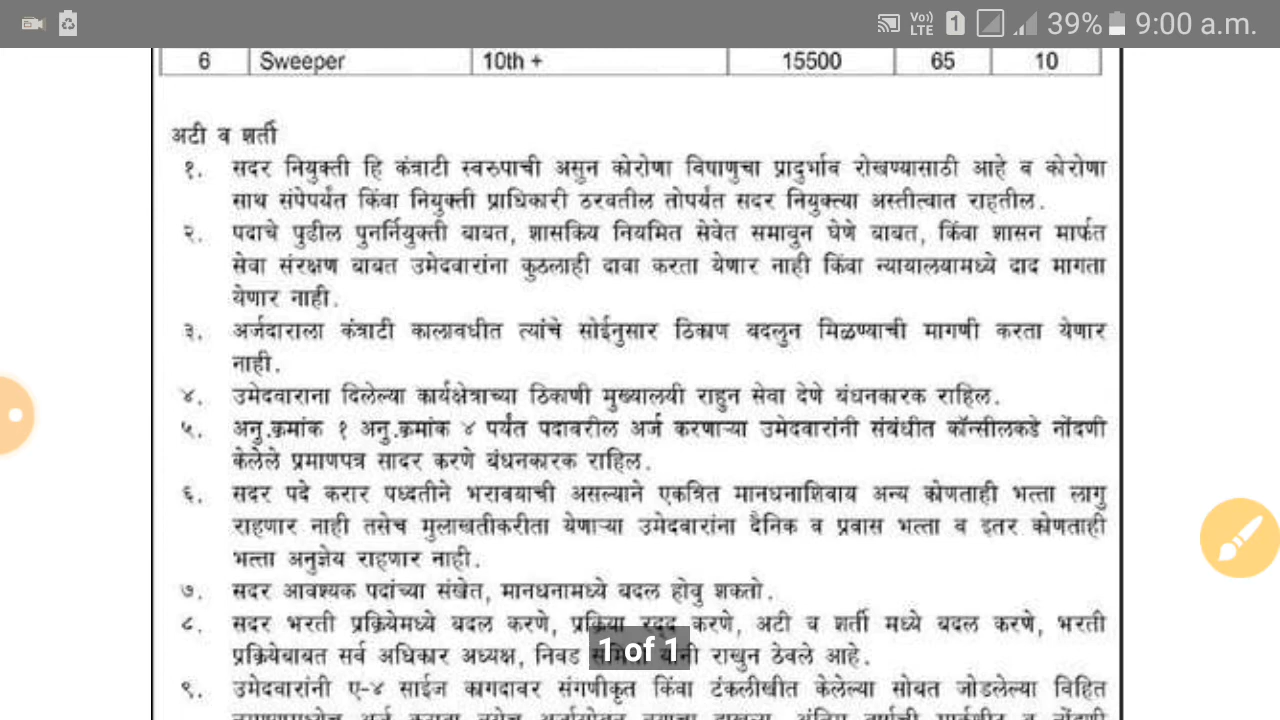 Vo)
LTE 1 39% 9:00 a.m.
6 Sweeper 10th + 15500 65 10
अटी व शर्ती
१. सदर नियुक्ती हि कंत्राटी स्वरुपाची असुन कोरोणा विषाणुचा प्रादुर्भाव रोखण्यासाठी आहे व कोरोणा
साथ संपेपर्यंत किंवा नियुक्ती प्राधिकारी ठरवतील तोपर्यंत सदर नियुक्त्या अस्तीत्वात राहतील.
२. पदाचे पुढील पुनर्नियुक्ती बाबत, शासकिय नियमित सेवेत समावुन घेणे बाबत, किंवा शासन मार्फत
सेवा संरक्षण बाबत उमेदवारांना कुठलाही दावा करता येणार नाही किंवा न्यायालयामध्ये दाद मागता
येणार नाही.
३. अर्जदाराला कंत्राटी कालावधीत त्यांचे सोईनुसार ठिकाण बदलुन मिळण्याची मागणी करता येणार
नाही.
४. उमेदवाराना दिलेल्या कार्यक्षेत्राच्या ठिकाणी मुख्यालयी राहुन सेवा देणे बंधनकारक राहिल.
५. अनु.क्रमांक १ अनु.क्रमांक ४ पर्यंत पदावरील अर्ज करणाऱ्या उमेदवारांनी संबंधीत कॉन्सीलकडे नोंदणी
केलेले प्रमाणपत्र सादर करणे बंधनकारक राहिल.
६. सदर पदे करार पध्दतीने भरावयाची असल्याने एकत्रित मानधनाशिवाय अन्य कोणताही भत्ता लागु
राहणार नाही तसेच मुलाखतीकरीता येणाऱ्या उमेदवारांना दैनिक व प्रवास भत्ता व इतर कोणताही
भत्ता अनुज्ञेय राहणार नाही.
७. सदर आवश्यक पदांच्या संखेत, मानधनामध्ये बदल होवु शकतो.
८. सदर भरती प्रक्रियेमध्ये बदल करणे, प्रक्रिया रद्द करणे, अटी व शर्ती मध्ये बदल करणे, भरती
प्रक्रियेबाबत सर्व अधिकार अध्यक्ष, निवड समिती यांनी राखुन ठेवले आहे.
1 of 1
९. उमेदवारांनी ए-४ साईज कागदावर संगणीकृत किंवा टंकलीखीत केलेल्या सोबत जोडलेल्या विहित